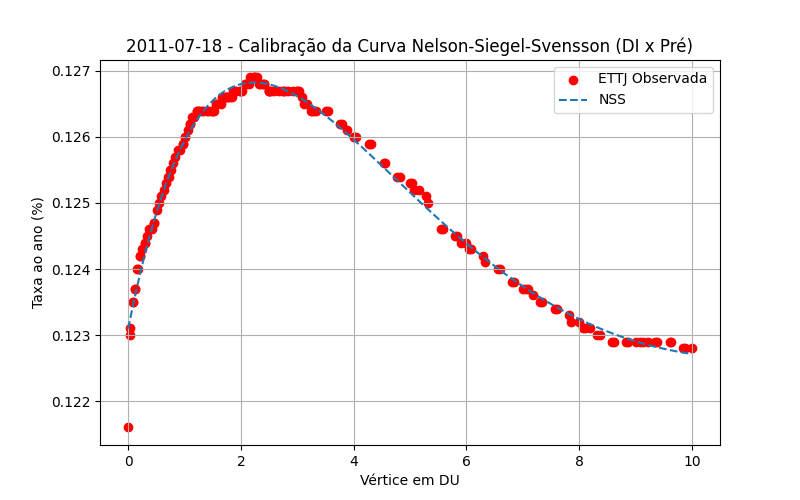 2011-07-18 - Calibração da Curva Nelson-Siegel-Svensson (DI x Pré)
ETTJ Observada
NSS
Taxa ao ano (%)
0.127
0.126
0.125
0.124
0.123
0.122
0 2 4 6 8 10
Vértice em DU